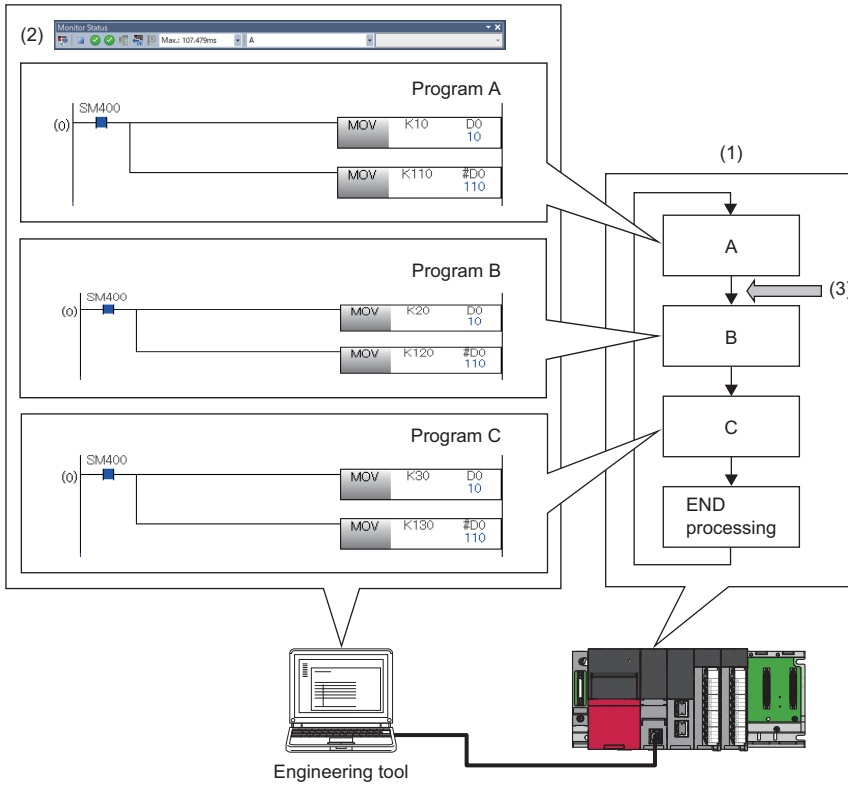 (2)
Monitor Status
Max.: 107.479ms
A
Program A
SM400
(0)
MOV K10 D0
10
MOV K110 #D0
110
Program B
SM400
(0)
MOV K20 D0
10
MOV K120 #D0
110
Program C
SM400
(0)
MOV K30 D0
10
MOV K130 #D0
110
(1)
A
(3)
B
C
END
processing
Engineering tool